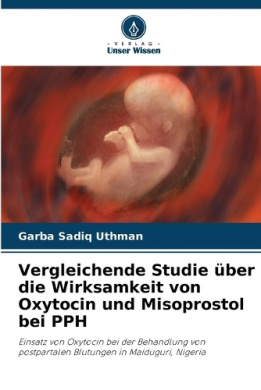 VERLAG
Unser Wissen
Garba Sadiq Uthman
Vergleichende Studie über
die Wirksamkeit von
Oxytocin und Misoprostol
bei PPH
Einsatz von Oxytocin bei der Behandlung von
postpartalen Blutungen in Maiduguri, Nigeria